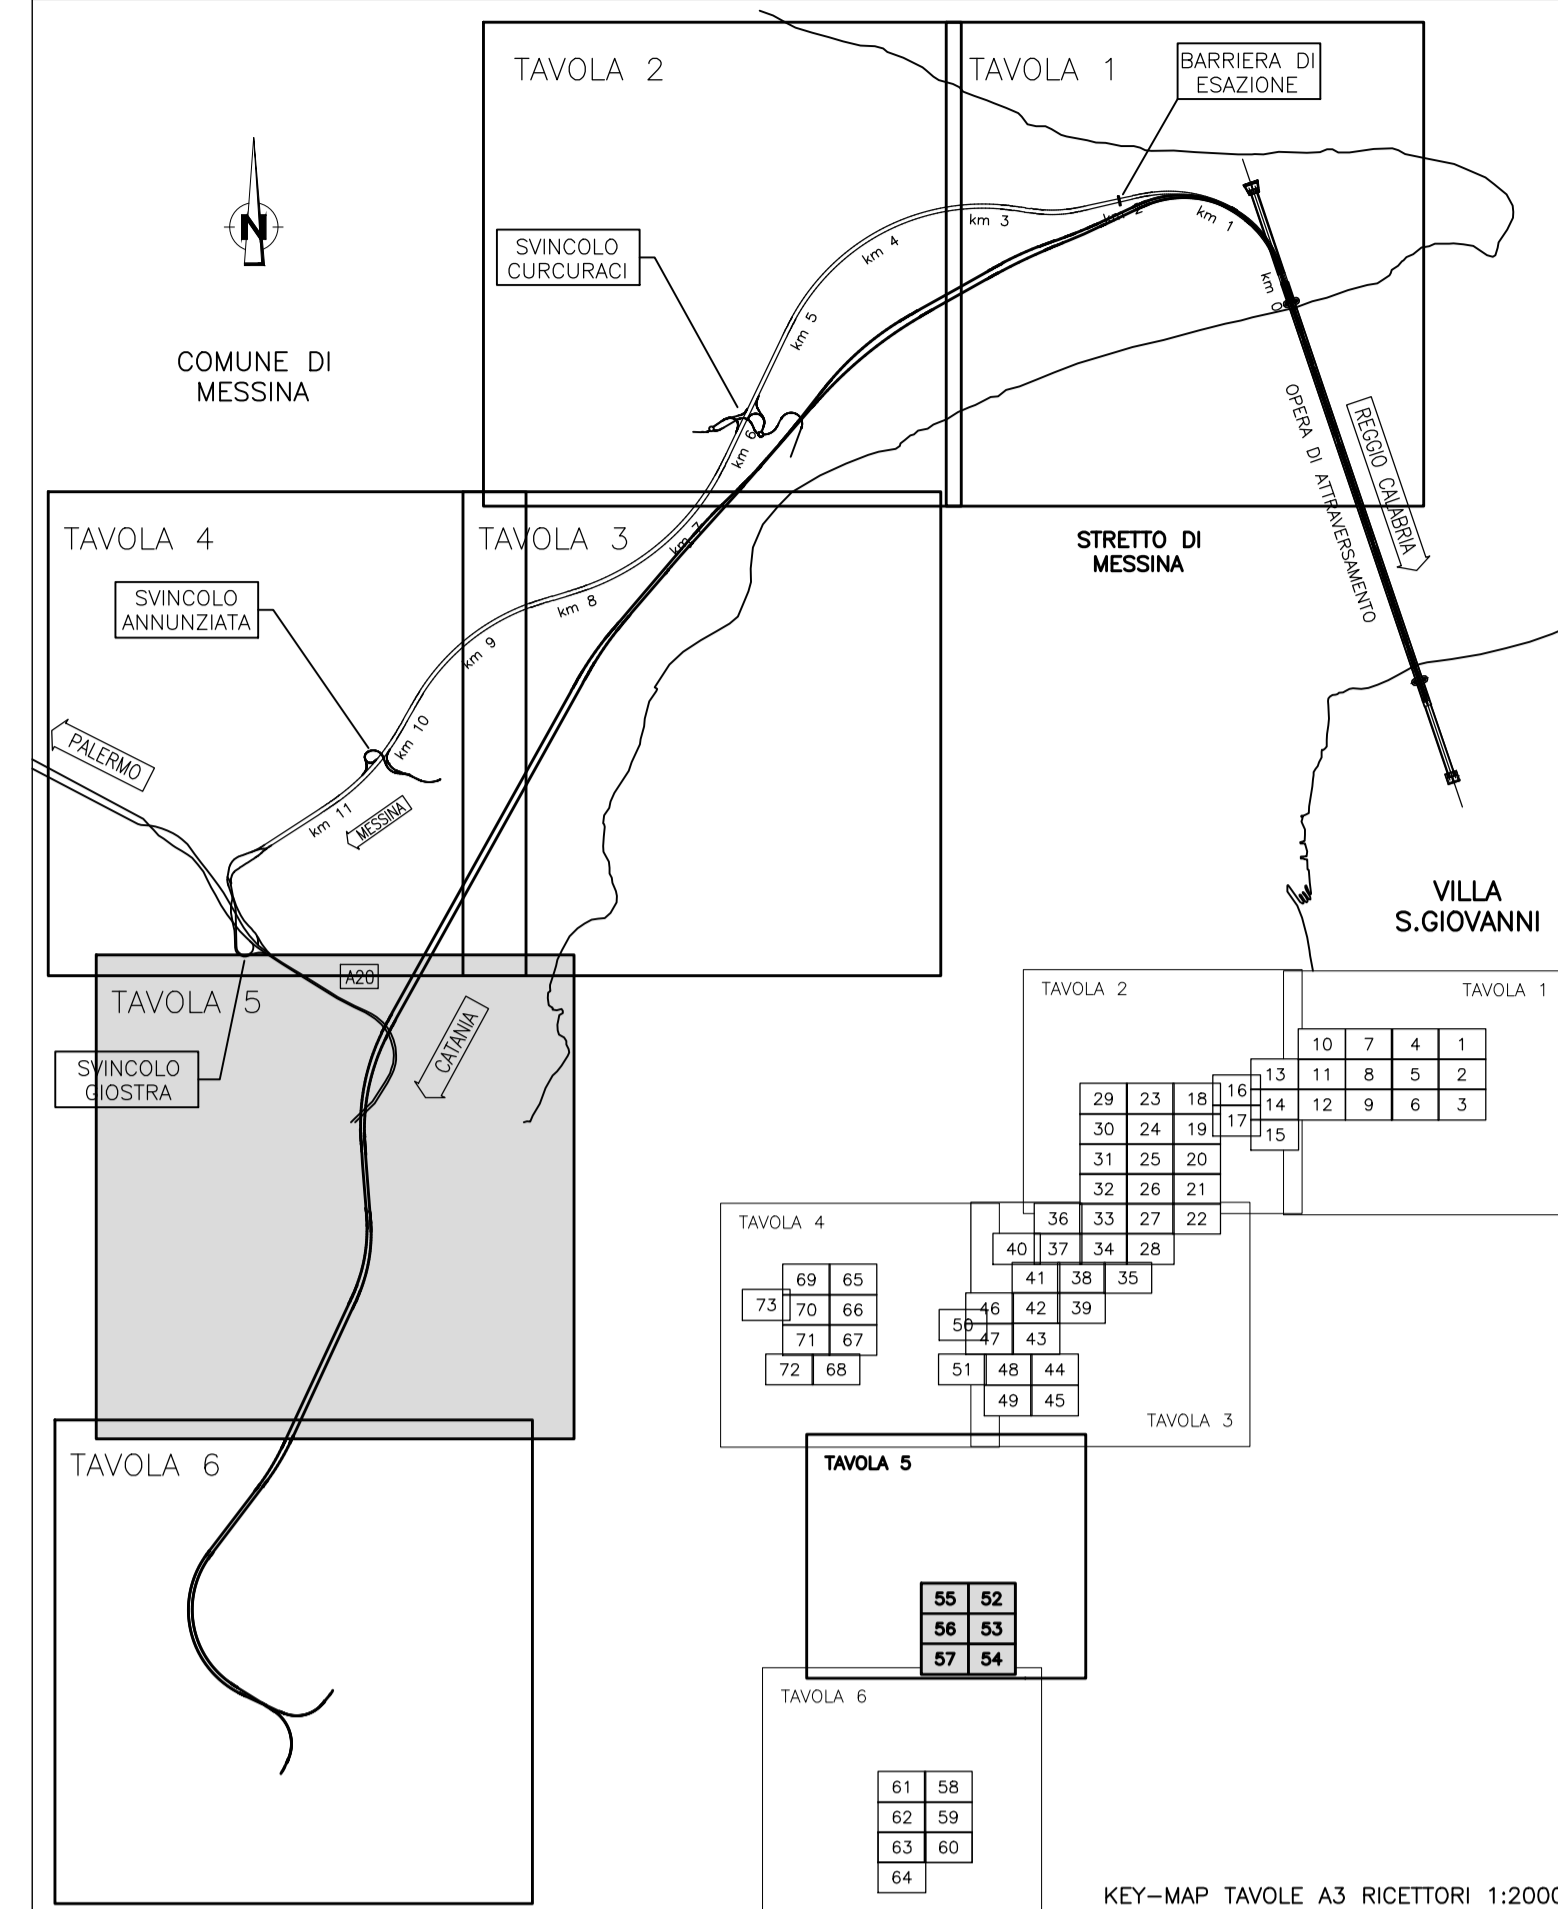 TAVOLA 2
TAVOLA 1
BARRIERA DI
ESAZIONE
N
SVINCOLO
CURCURACI
COMUNE DI
MESSINA
km 0
km 1
km 2
km 3
km 4
km 5
km 6
km 7
km 8
km 9
km 10
km 11
OPERA DI ATTRAVERSAMENTO
REGGIO CALABRIA
STRETTO DI
MESSINA
TAVOLA 4
TAVOLA 3
SVINCOLO
ANNUNZIATA
PALERMO
MESSINA
VILLA
S.GIOVANNI
A20
TAVOLA 5
CATANIA
SVINCOLO
GIOSTRA
TAVOLA 6
TAVOLA 2
TAVOLA 1
10 7 4 1
13 11 8 5 2
14 12 9 6 3
15
16
17
29 23 18
30 24 19
31 25 20
32 26 21
36 33 27 22
40 37 34 28
41 38 35
46 42 39
50 47 43
51 48 44
49 45
TAVOLA 3
TAVOLA 4
69 65
73 70 66
71 67
72 68
TAVOLA 5
55 52
56 53
57 54
TAVOLA 6
61 58
62 59
63 60
64
KEY-MAP TAVOLE A3 RICETTORI 1:2000